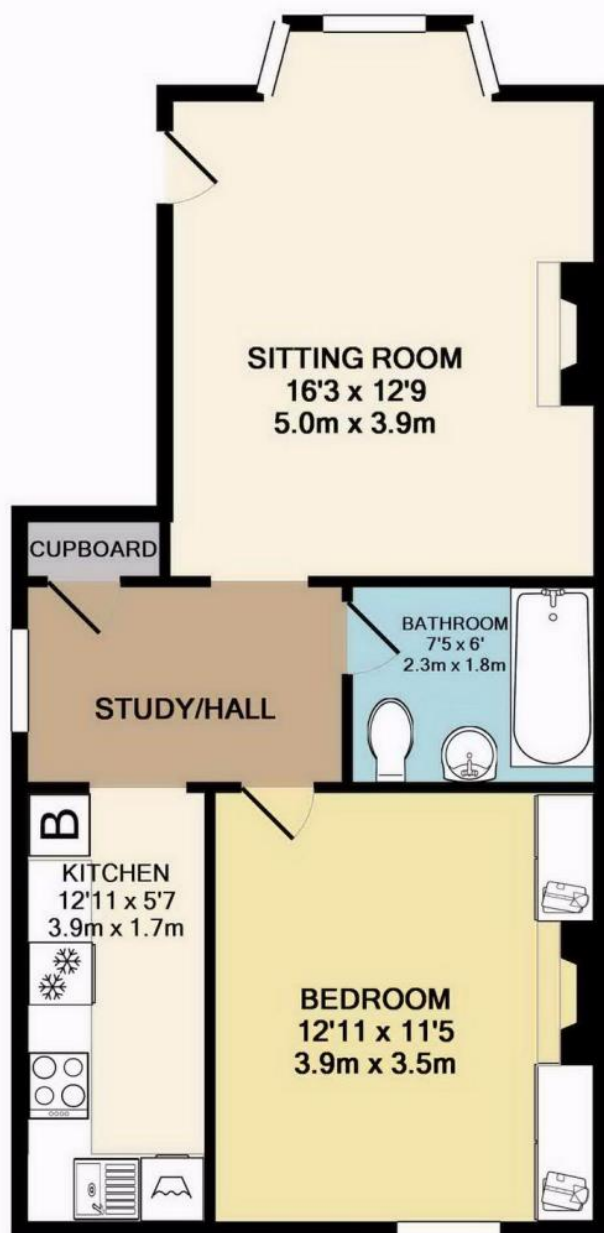 SITTING ROOM
16'3 x 12'9
5.0m x 3.9m
CUPBOARD
BATHROOM
7'5 x 6'
2.3m x 1.8m
STUDY/HALL
B
KITCHEN
12'11 x 5'7
3.9m x 1.7m
BEDROOM
12'11 x 11'5
3.9m x 3.5m